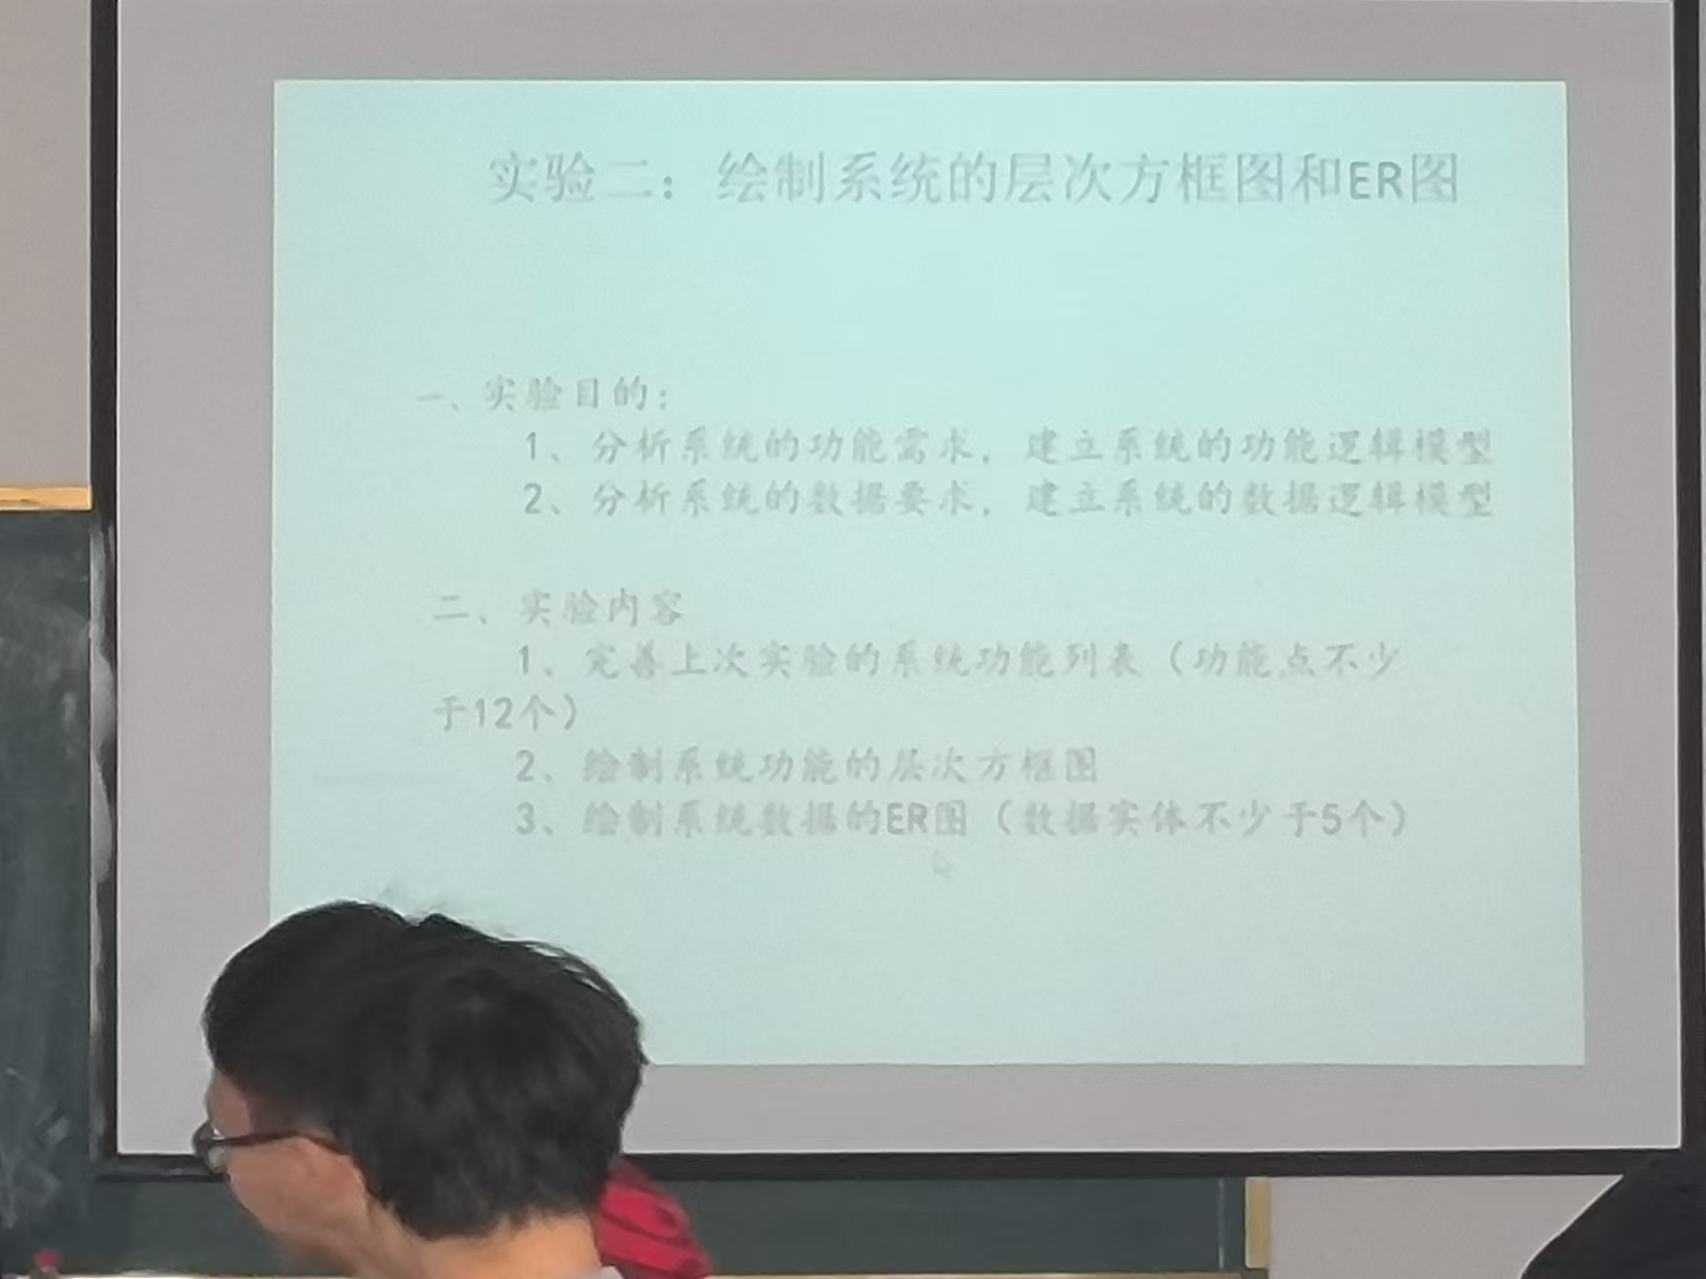 实验二：绘制系统的层次方框图和ER图
一、实验目的：
1、分析系统的功能需求，建立系统的功能逻辑模型
2、分析系统的数据要求，建立系统的数据逻辑模型
二、实验内容
1、完善上次实验的系统功能列表（功能点不少
于12个）
2、绘制系统功能的层次方框图
3、绘制系统数据的ER图（数据实体不少于5个）